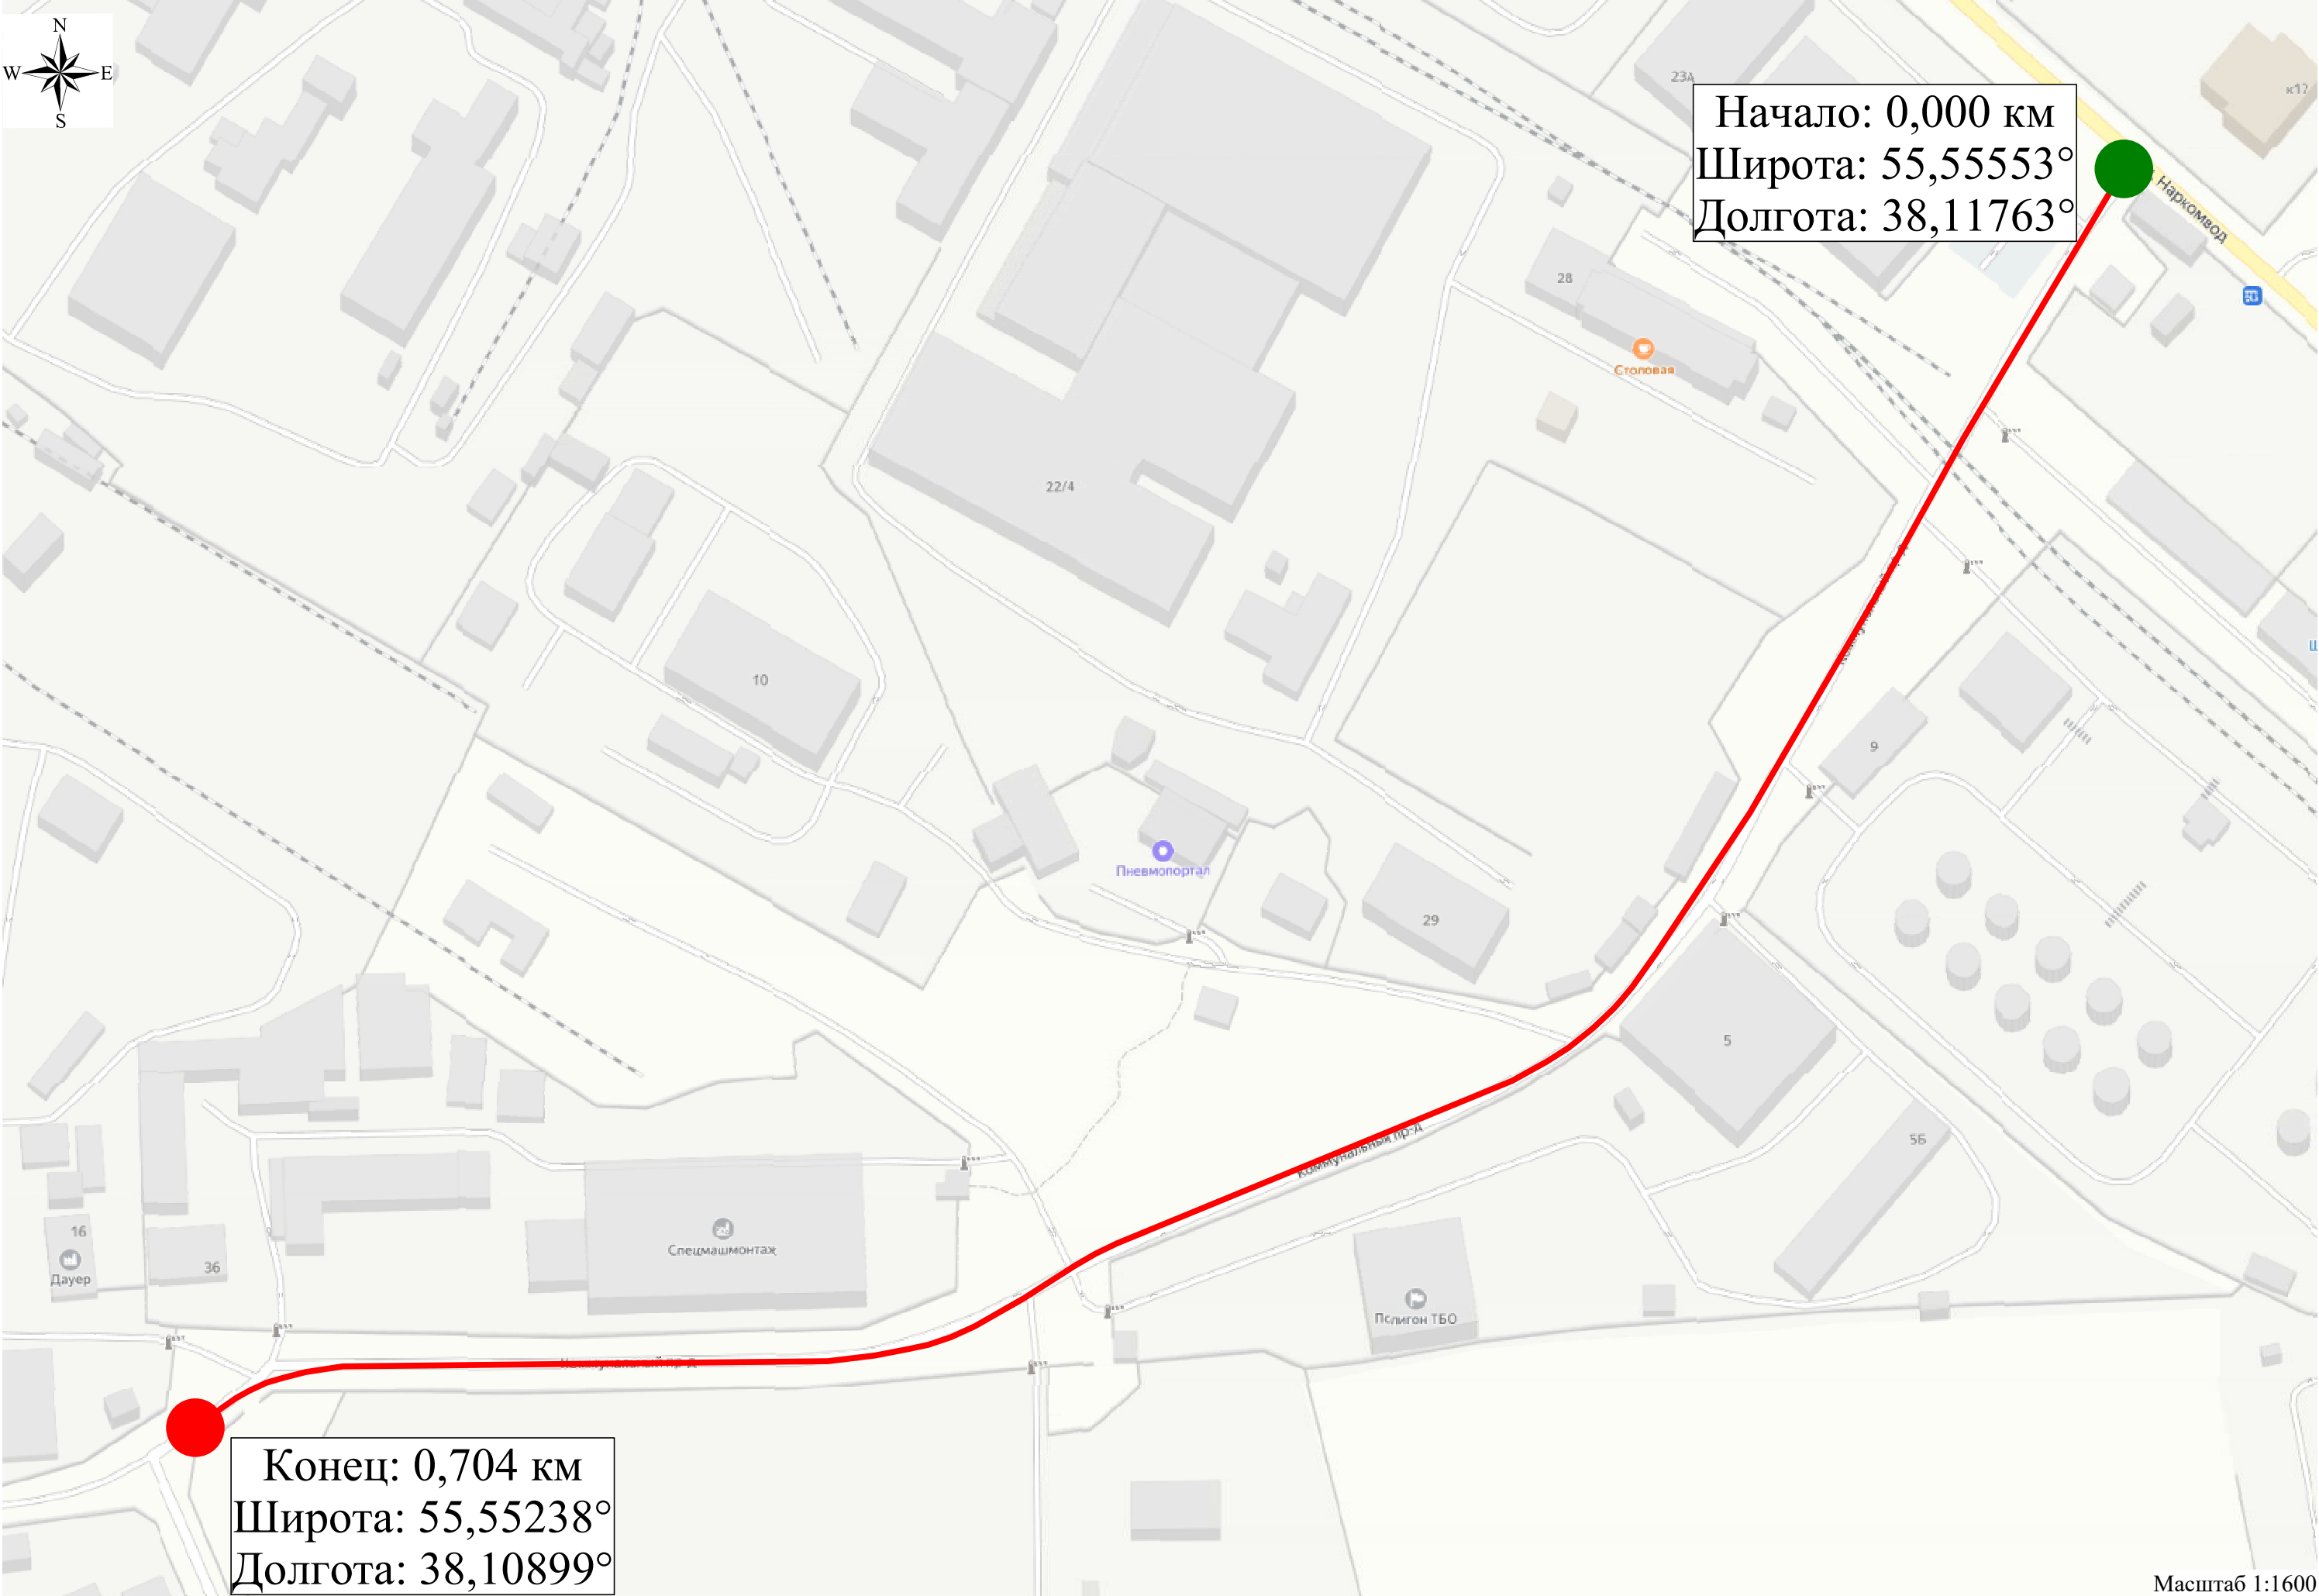 N
W
E
S
23А
к17
Начало: 0,000 км
Широта: 55,55553°
Долгота: 38,11763°
Наркомвод
28
Столовая
22/4
10
9
Пневмопортал
29
5
Коммунальный пр-д
5Б
16
Дауер
36
Спецмашмонтаж
Полигон ТБО
Коммунальный пр-д
Конец: 0,704 км
Широта: 55,55238°
Долгота: 38,10899°
Масштаб 1:1600